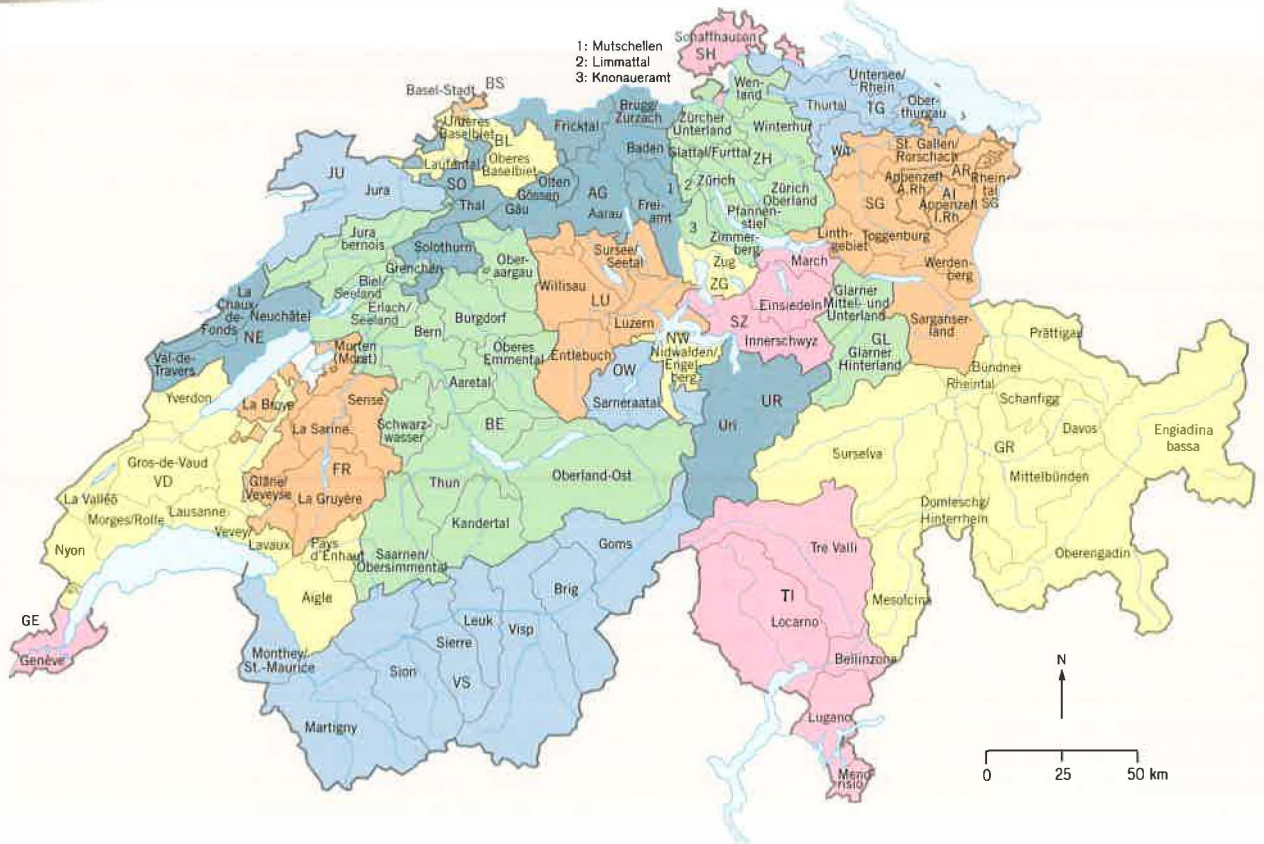 1: Mutschellen
2: Limmattal
3: Knonaueramt
Schaffhausen
SH
Basel-Stadt
BS
Unteres
Baselbiet
BL
Laufental
Oberes
Baselbiet
Fricktal
Brugg/
Zurzach
Baden
AG
Aarau
Frei-
amt
1
2
3
Zürcher
Unterland
Wein-
land
Winterhur
Glattal/Furttal
ZH
Zürich
Zürich
Oberland
Pfannen-
stiel
Zimmer-
berg
Untersee/
Rhein
Thurtal
TG
Ober-
thurgau
Wil
St. Gallen/
Rorschach
AR
Appenzell
A.Rh.
AI
Appenzell
I.Rh.
Rhein-
tal
SG
SG
Linth-
gebiet
Toggenburg
Werden-
berg
Sarganser-
land
JU
Jura
SO
Thal
Gäu
Olten
Gösgen
Solothurn
Grenchen
Jura
bernois
Biel/
Seeland
Erlach/
Seeland
Ober-
aargau
Bern
Burgdorf
Oberes
Emmental
Aaretal
Schwarz-
wasser
BE
Thun
Oberland-Ost
Kandertal
Saanen/
Obersimmental
La
Chaux-
de-
Fonds
Neuchâtel
NE
Val-de-
Travers
Murten
(Morat)
Sense
La Broye
La Sarine
FR
Glâne/
Veveyse
La Gruyère
Yverdon
Gros-de-Vaud
VD
La Vallée
Morges/Rolle
Lausanne
Nyon
Vevey/
Lavaux
Pays
d'Enhaut
Aigle
GE
Genève
Sursee/
Seetal
Willisau
LU
Luzern
Entlebuch
Zug
ZG
March
Einsiedeln
SZ
Innerschwyz
NW
Nidwalden/
Engel-
berg
OW
Sarneraatal
UR
Uri
Glarner
Mittel- und
Unterland
GL
Glarner
Hinterland
Prättigau
Bündner
Rheintal
Schanfigg
Davos
GR
Mittelbünden
Engiadina
bassa
Surselva
Domleschg/
Hinterrhein
Oberengadin
Mesolcina
Goms
Brig
Visp
Leuk
Sierre
VS
Sion
Monthey/
St.-Maurice
Martigny
Tre Valli
TI
Locarno
Bellinzona
Lugano
Mend
risio
N
0
25
50 km